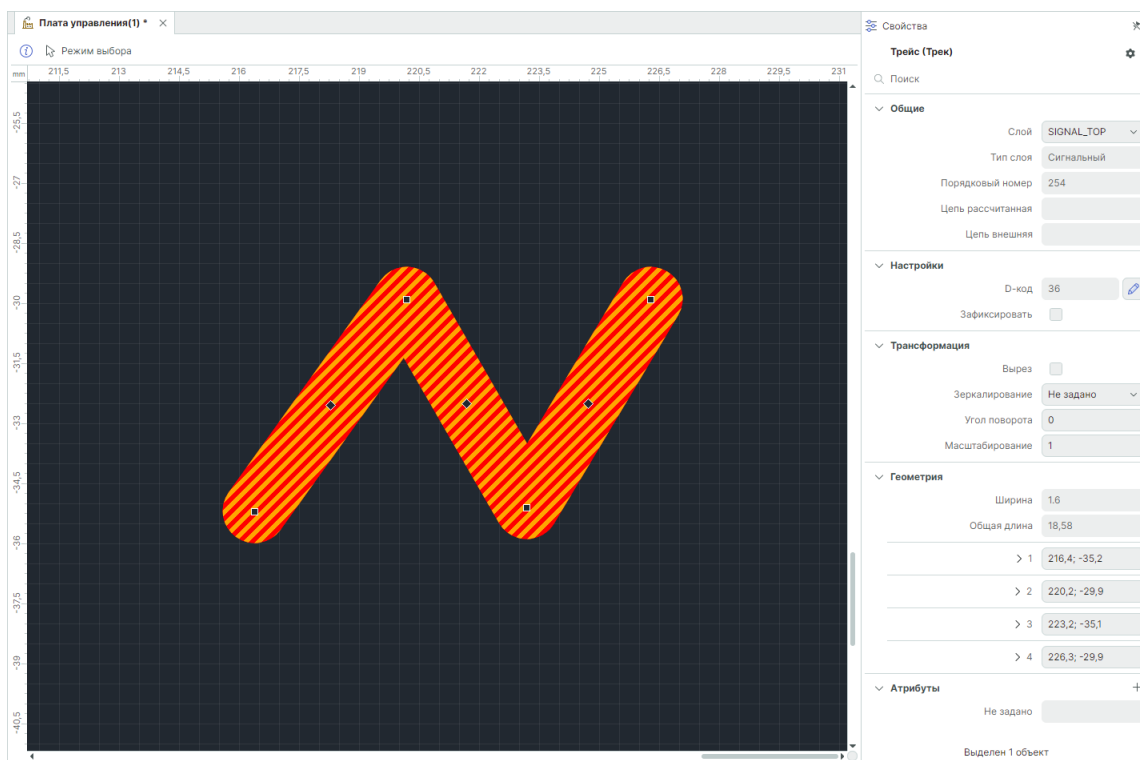 Плата управления(1) *
Режим выбора
mm 211,5 213 214,5 216 217,5 219 220,5 222 223,5 225 226,5 228 229,5 231
-25,5
-27
-28,5
-30
-31,5
-33
-34,5
-36
-37,5
-39
-40,5
Свойства
Трейс (Трек)
Поиск
Общие
Слой SIGNAL_TOP
Тип слоя Сигнальный
Порядковый номер 254
Цепь рассчитанная
Цепь внешняя
Настройки
D-код 36
Зафиксировать
Трансформация
Вырез
Зеркалирование Не задано
Угол поворота 0
Масштабирование 1
Геометрия
Ширина 1.6
Общая длина 18,58
1 216,4; -35,2
2 220,2; -29,9
3 223,2; -35,1
4 226,3; -29,9
Атрибуты
Не задано
Выделен 1 объект